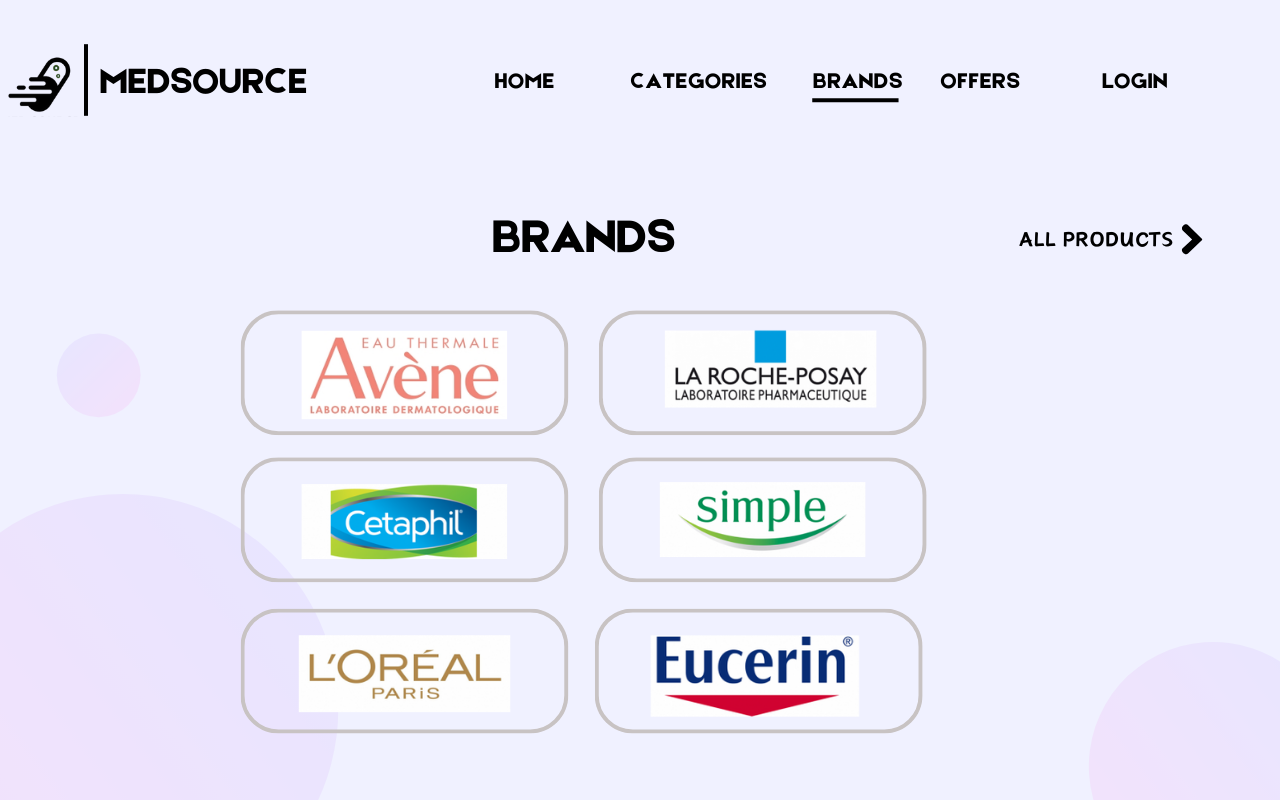 MEDSOURCE
HOME CATEGORIES BRANDS OFFERS LOGIN
BRANDS
ALL PRODUCTS
EAU THERMALE
Avène
LABORATOIRE DERMATOLOGIQUE
LA ROCHE-POSAY
LABORATOIRE PHARMACEUTIQUE
Cetaphil®
simple
L'ORÉAL
PARiS
Eucerin®